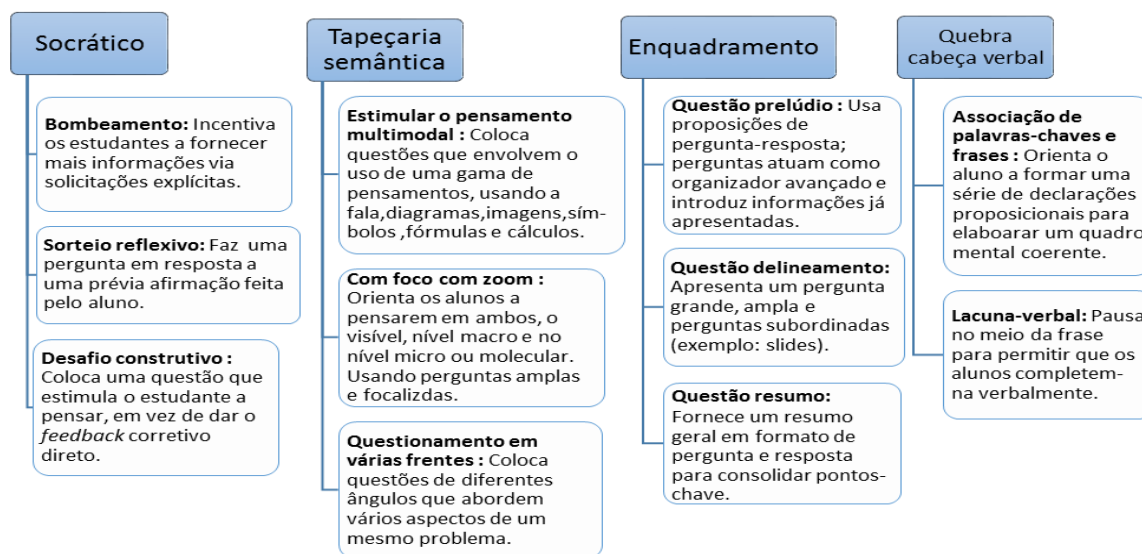 Socrático
Bombeamento: Incentiva
os estudantes a fornecer
mais informações via
solicitações explícitas.
Sorteio reflexivo: Faz uma
pergunta em resposta a
uma prévia afirmação feita
pelo aluno.
Desafio construtivo :
Coloca uma questão que
estimula o estudante a
pensar, em vez de dar o
feedback corretivo
direto.
Tapeçaria
semântica
Estimular o pensamento
multimodal : Coloca
questões que envolvem o
uso de uma gama de
pensamentos, usando a
fala,diagramas,imagens,sím-
bolos ,fórmulas e cálculos.
Com foco com zoom :
Orienta os alunos a
pensarem em ambos, o
visível, nível macro e no
nível micro ou molecular.
Usando perguntas amplas
e focalizdas.
Questionamento em
várias frentes : Coloca
questões de diferentes
ângulos que abordem
vários aspectos de um
mesmo problema.
Enquadramento
Questão prelúdio : Usa
proposições de
pergunta-resposta;
perguntas atuam como
organizador avançado e
introduz informações já
apresentadas.
Questão delineamento:
Apresenta um pergunta
grande, ampla e
perguntas subordinadas
(exemplo: slides).
Questão resumo:
Fornece um resumo
geral em formato de
pergunta e resposta
para consolidar pontos-
chave.
Quebra
cabeça verbal
Associação de
palavras-chaves e
frases : Orienta o
aluno a formar uma
série de declarações
proposicionais para
elaboarar um quadro
mental coerente.
Lacuna-verbal: Pausa
no meio da frase
para permitir que os
alunos completem-
na verbalmente.